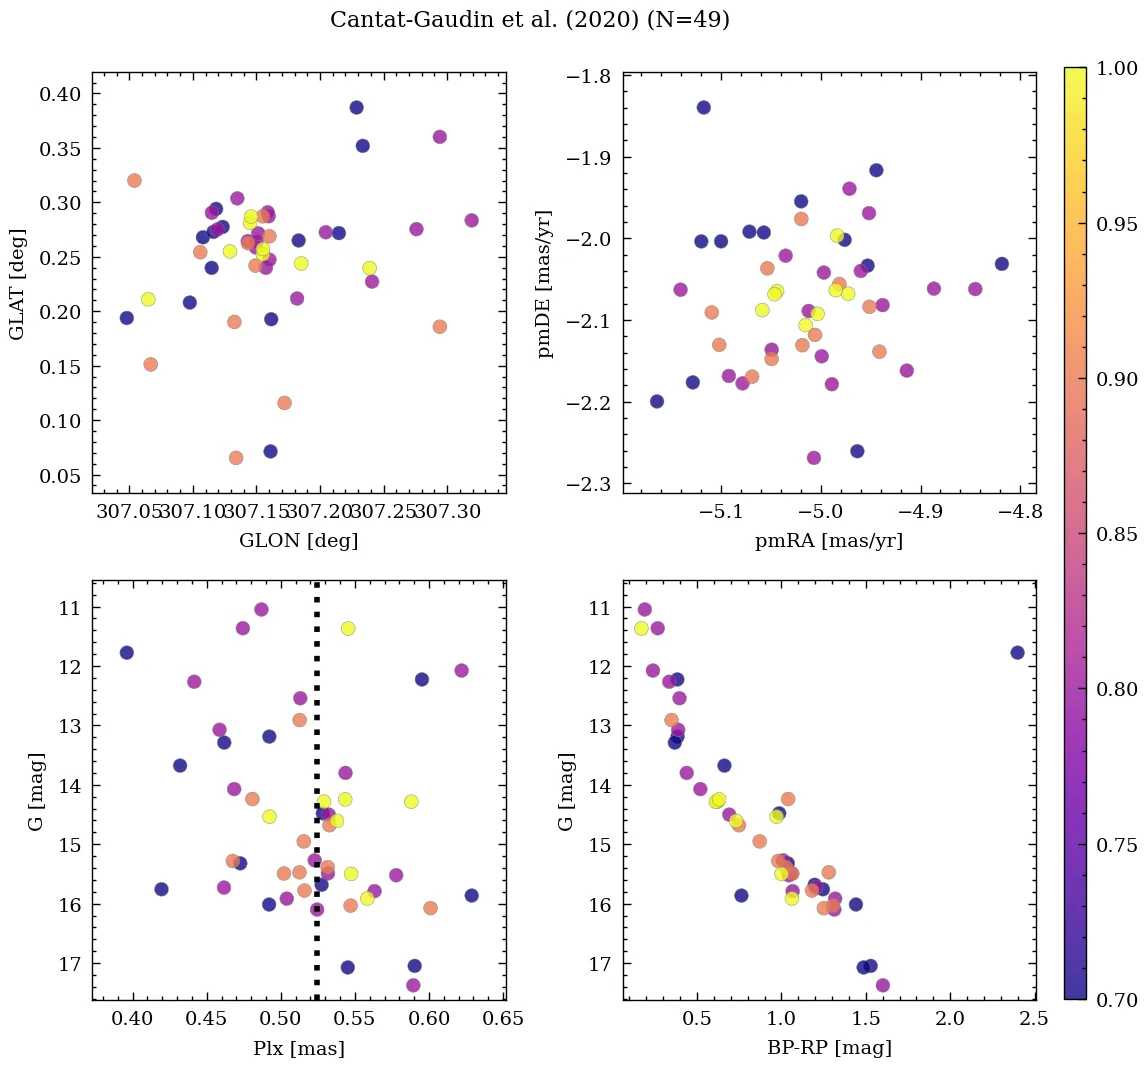 Cantat-Gaudin et al. (2020) (N=49)
0.40
0.35
0.30
0.25
0.20
0.15
0.10
0.05
GLAT [deg]
307.05 307.10 307.15 307.20 307.25 307.30
GLON [deg]
−1.8
−1.9
−2.0
−2.1
−2.2
−2.3
pmDE [mas/yr]
−5.1 −5.0 −4.9 −4.8
pmRA [mas/yr]
11
12
13
14
15
16
17
G [mag]
0.40 0.45 0.50 0.55 0.60 0.65
Plx [mas]
11
12
13
14
15
16
17
G [mag]
0.5 1.0 1.5 2.0 2.5
BP-RP [mag]
1.00
0.95
0.90
0.85
0.80
0.75
0.70